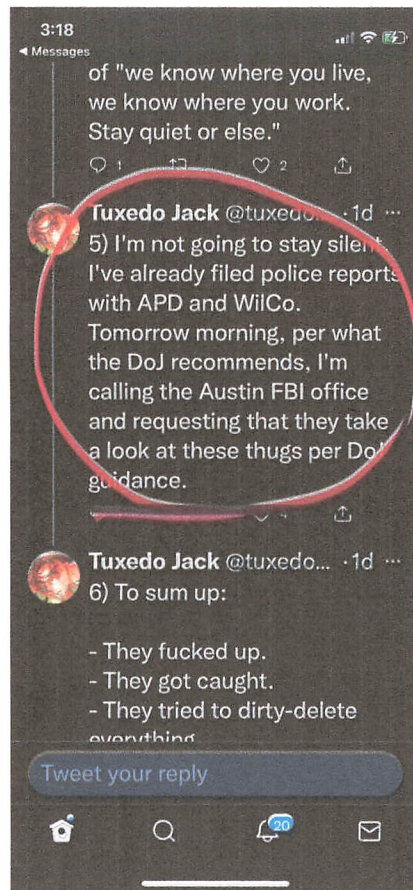 3:18
◄ Messages
of "we know where you live,
we know where you work.
Stay quiet or else."
1
2
Tuxedo Jack @tuxedo... · 1d ···
5) I'm not going to stay silent.
I've already filed police reports
with APD and WilCo.
Tomorrow morning, per what
the DoJ recommends, I'm
calling the Austin FBI office
and requesting that they take
a look at these thugs per DoJ
guidance.
Tuxedo Jack @tuxedo... · 1d ···
6) To sum up:
- They fucked up.
- They got caught.
- They tried to dirty-delete
everything
Tweet your reply
20